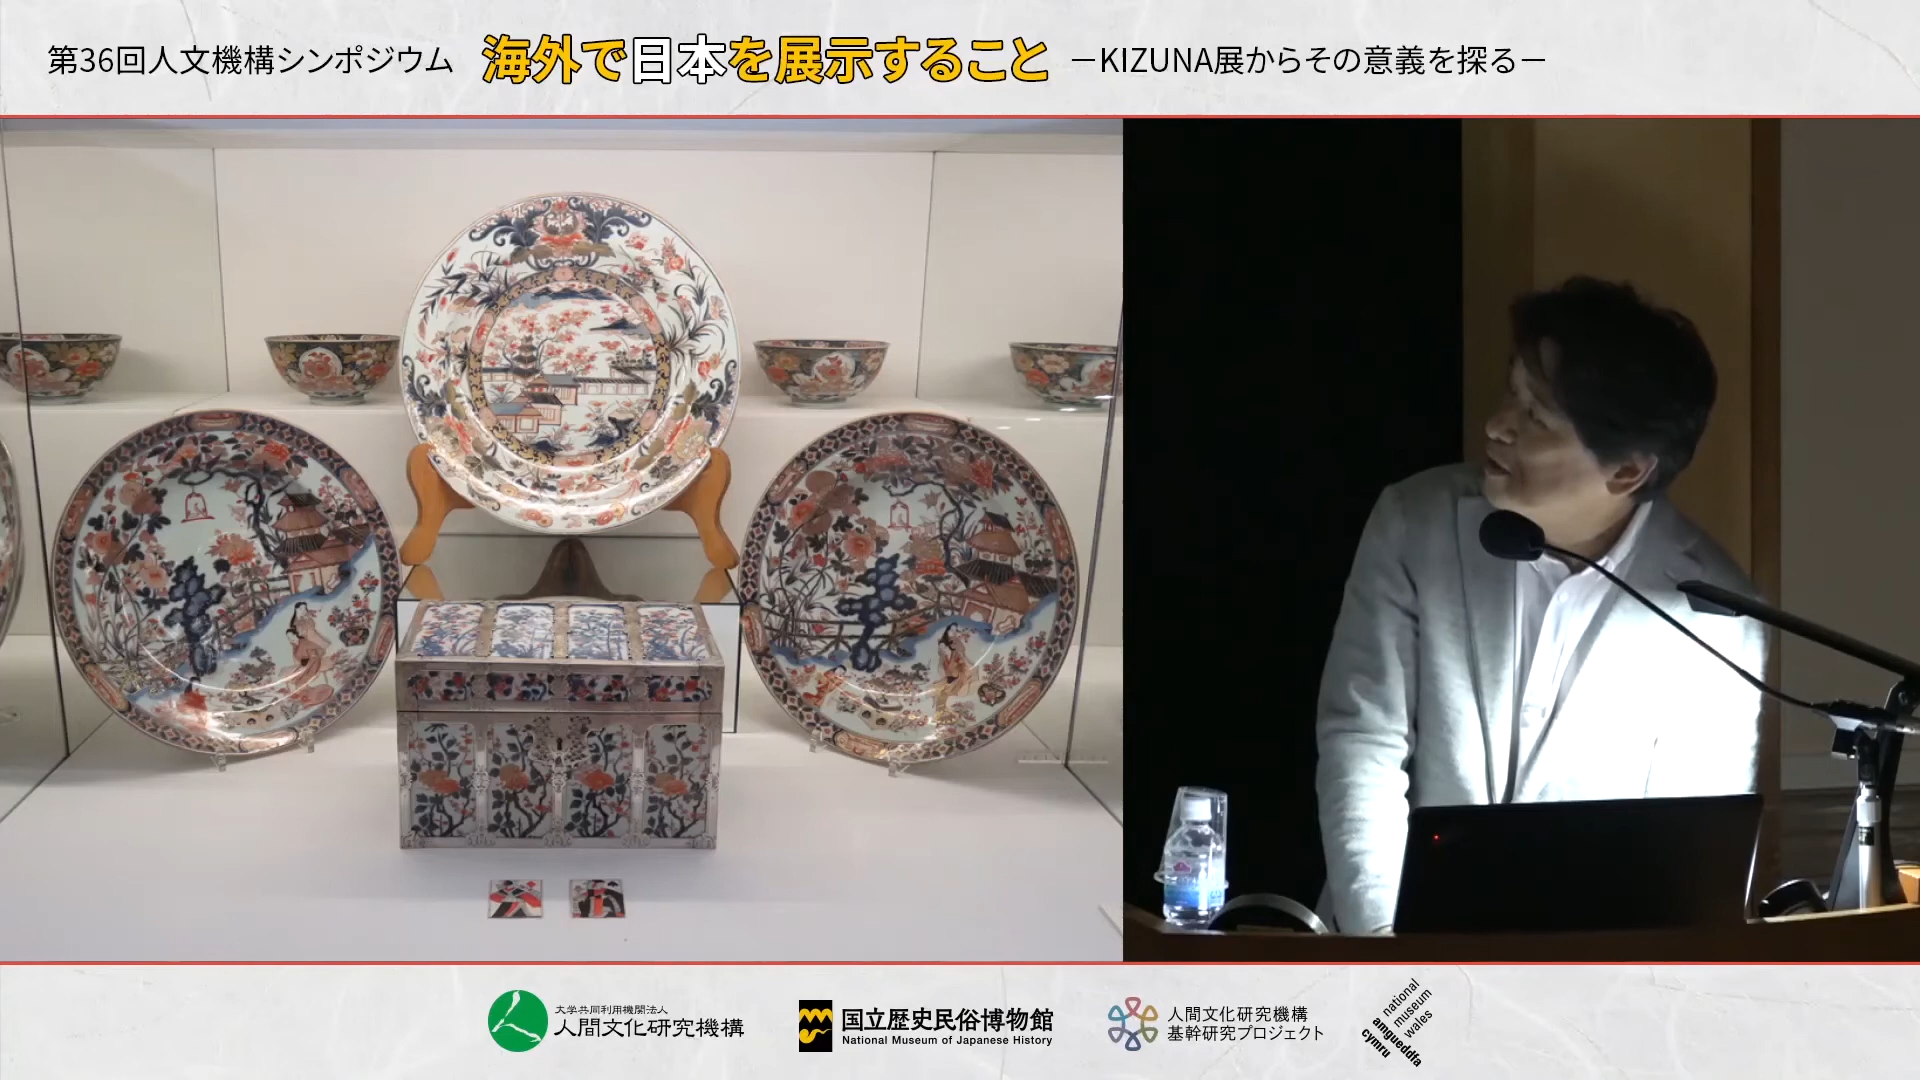 第36回人文機構シンポジウム 海外で日本を展示すること －KIZUNA展からその意義を探る－
大学共同利用機関法人
人間文化研究機構
国立歴史民俗博物館
National Museum of Japanese History
人間文化研究機構
基幹研究プロジェクト
national
museum
wales
amgueddfa
cymru